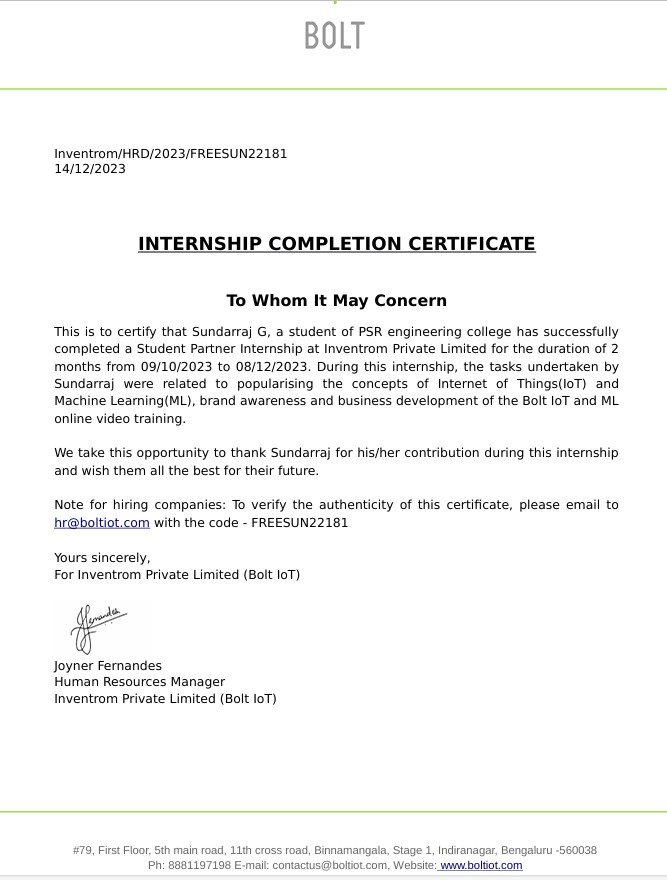 BOLT
Inventrom/HRD/2023/FREESUN22181
14/12/2023
INTERNSHIP COMPLETION CERTIFICATE
To Whom It May Concern
This is to certify that Sundarraj G, a student of PSR engineering college has successfully
completed a Student Partner Internship at Inventrom Private Limited for the duration of 2
months from 09/10/2023 to 08/12/2023. During this internship, the tasks undertaken by
Sundarraj were related to popularising the concepts of Internet of Things(IoT) and
Machine Learning(ML), brand awareness and business development of the Bolt IoT and ML
online video training.
We take this opportunity to thank Sundarraj for his/her contribution during this internship
and wish them all the best for their future.
Note for hiring companies: To verify the authenticity of this certificate, please email to
hr@boltiot.com with the code - FREESUN22181
Yours sincerely,
For Inventrom Private Limited (Bolt IoT)
JFernandes
Joyner Fernandes
Human Resources Manager
Inventrom Private Limited (Bolt IoT)
#79, First Floor, 5th main road, 11th cross road, Binnamangala, Stage 1, Indiranagar, Bengaluru -560038
Ph: 8881197198 E-mail: contactus@boltiot.com, Website: www.boltiot.com